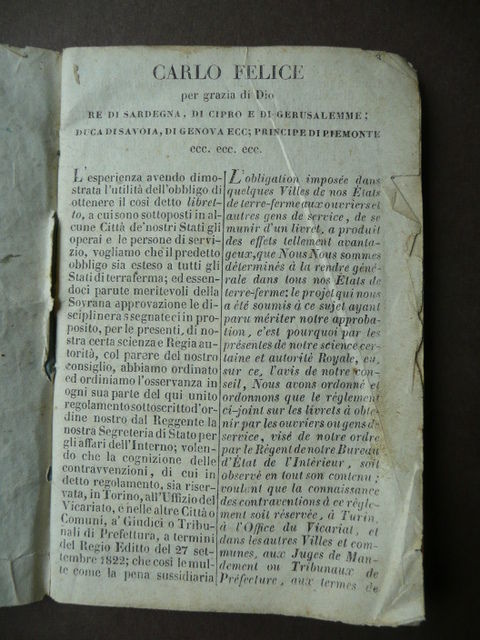 CARLO FELICE
per grazia di Dio
RE DI SARDEGNA, DI CIPRO E DI GERUSALEMME;
DUCA DI SAVOIA, DI GENOVA ECC; PRINCIPE DI PIEMONTE
ecc. ecc. ecc.
L'esperienza avendo dimo-
strata l'utilità dell'obbligo di
ottenere il così detto libret-
to, a cui sono sottoposti in al-
cune Città de' nostri Stati gli
operai e le persone di servi-
zio, vogliamo che il predetto
obbligo sia esteso a tutti gli
Stati di terraferma; ed essen-
doci parute meritevoli della
Sovrana approvazione le di-
scipline rassegnateci in pro-
posito, per le presenti, di no-
stra certa scienza e Regia au-
torità, col parere del nostro
consiglio, abbiamo ordinato
ed ordiniamo l'osservanza in
ogni sua parte del qui unito
regolamento sottoscritto d'or-
dine nostro dal Reggente la
nostra Segreteria di Stato per
gli affari dell'Interno; volen-
do che la cognizione delle
contravvenzioni, di cui in
detto regolamento, sia riser-
vata, in Torino, all'Uffizio del
Vicariato, e nelle altre Città o
Comuni, a' Giudici o Tribu-
nali di Prefettura, a termini
del Regio Editto del 27 set-
tembre 1822; che così le mul-
te come la pena sussidiaria
L'obligation imposée dans
quelques Villes de nos États
de terre-ferme aux ouvriers et
autres gens de service, de se
munir d'un livret, a produit
des effets tellement avanta-
geux, que Nous Nous sommes
déterminés à la rendre géné-
rale dans tous nos États de
terre-ferme; le projet qui nous
a été soumis à ce sujet ayant
paru mériter notre approba-
tion, c'est pourquoi par les
présentes de notre science cer-
taine et autorité Royale, eu,
sur ce, l'avis de notre con-
seil, Nous avons ordonné et
ordonnons que le réglement
ci-joint sur les livrets à obte-
nir par les ouvriers ou gens de
service, visé de notre ordre
par le Régent de notre Bureau
d'État de l'Intérieur, soit
observé en tout son contenu;
voulent que la connaissance
des contraventions à ce régle-
ment soit réservée, à Turin,
à l'Office du Vicariat, et
dans les autres Villes et com-
munes, aux Juges de Man-
dement ou Tribunaux de
Préfecture, aux termes de